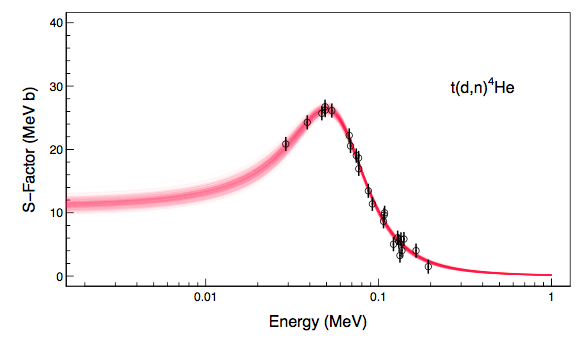 S-Factor (MeV b)
40
30
20
10
0
t(d,n)⁴He
0.01
0.1
1
Energy (MeV)